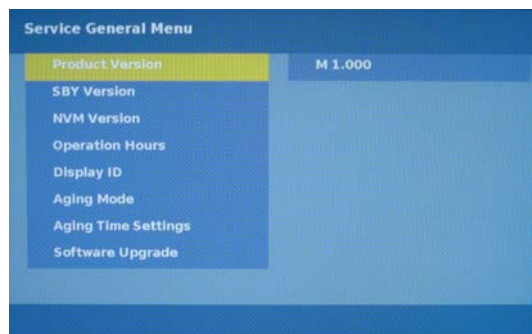 Service General Menu
Product Version M 1.000
SBY Version
NVM Version
Operation Hours
Display ID
Aging Mode
Aging Time Settings
Software Upgrade